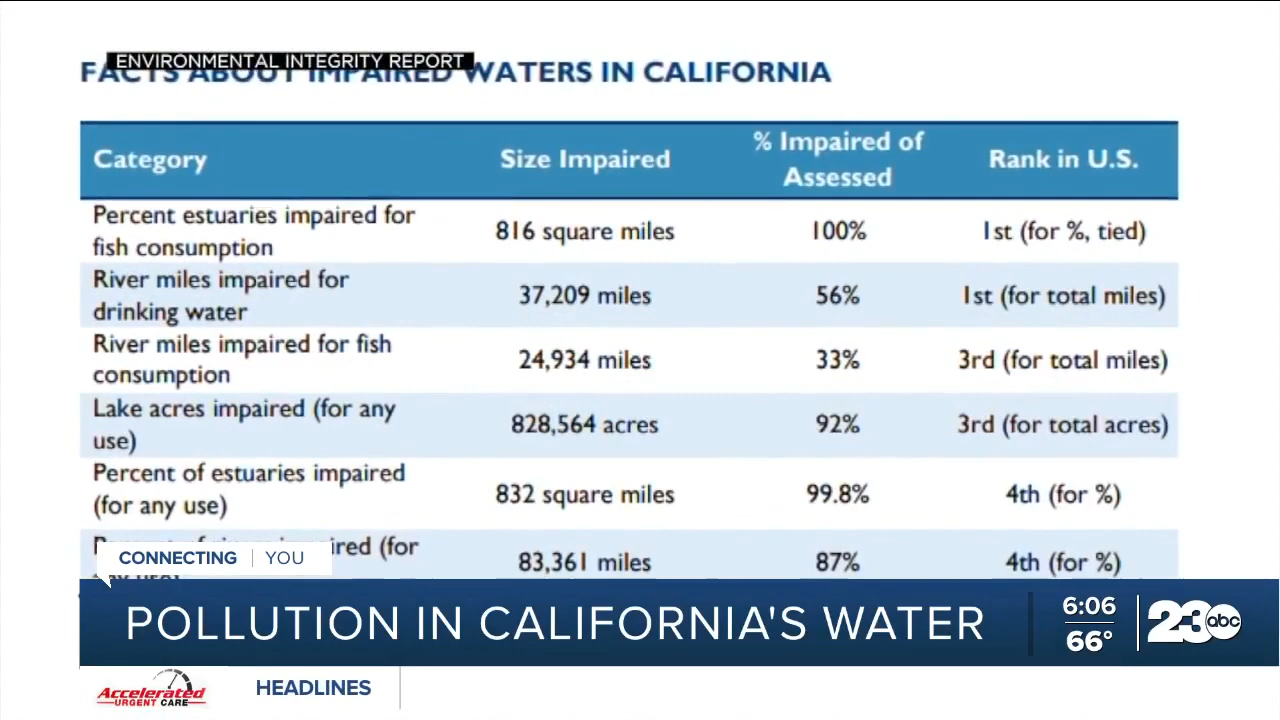 ENVIRONMENTAL INTEGRITY REPORT
FACTS ABOUT IMPAIRED WATERS IN CALIFORNIA
Category Size Impaired % Impaired of Assessed Rank in U.S.
Percent estuaries impaired for
fish consumption 816 square miles 100% 1st (for %, tied)
River miles impaired for
drinking water 37,209 miles 56% 1st (for total miles)
River miles impaired for fish
consumption 24,934 miles 33% 3rd (for total miles)
Lake acres impaired (for any
use) 828,564 acres 92% 3rd (for total acres)
Percent of estuaries impaired
(for any use) 832 square miles 99.8% 4th (for %)
(for 83,361 miles 87% 4th (for %)
CONNECTING | YOU
POLLUTION IN CALIFORNIA'S WATER
6:06
66°
23 abc
Accelerated
URGENT CARE
HEADLINES